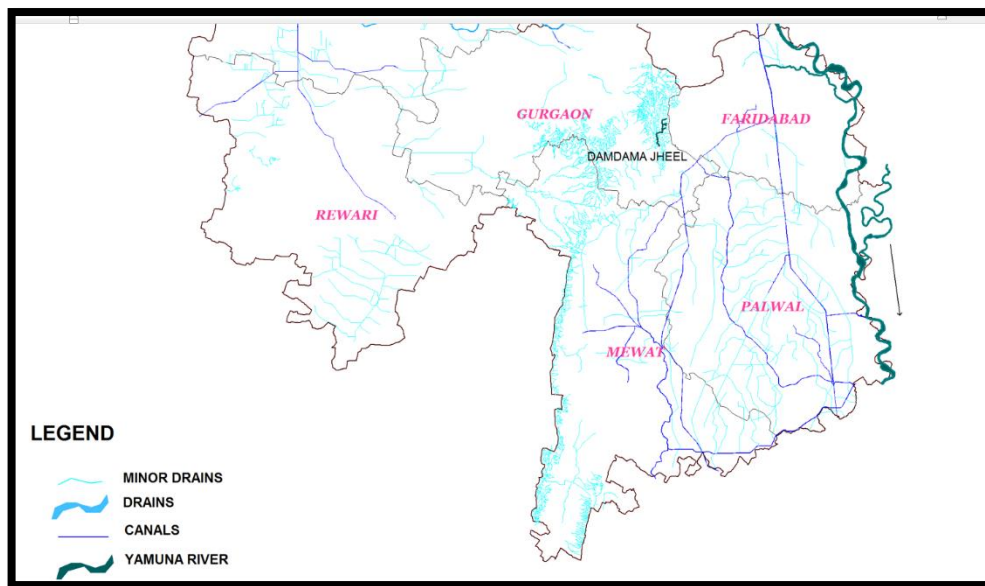 GURGAON
FARIDABAD
DAMDAMA JHEEL
REWARI
PALWAL
MEWAT
LEGEND
MINOR DRAINS
DRAINS
CANALS
YAMUNA RIVER